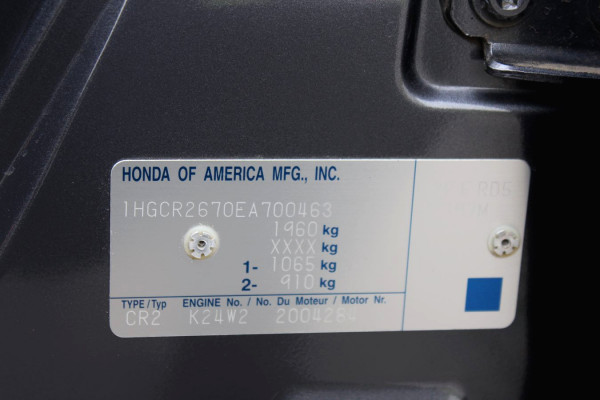 HONDA OF AMERICA MFG., INC.
1HGCR2670EA700463
1960 kg
XXXX kg
1- 1065 kg
2- 910 kg
TYPE/Typ ENGINE No. / No. Du Moteur / Motor Nr.
CR2 K24W2